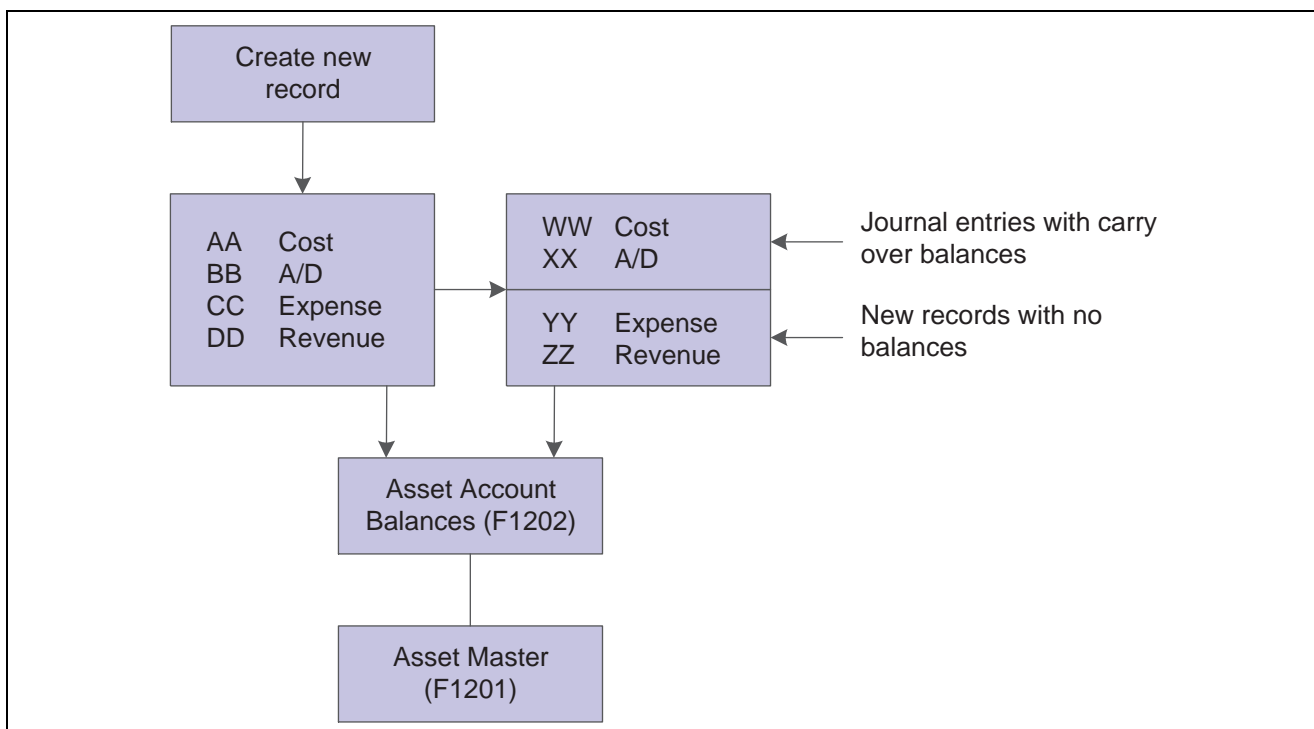 Create new
record
AA Cost
BB A/D
CC Expense
DD Revenue
WW Cost
XX A/D
YY Expense
ZZ Revenue
Journal entries with carry
over balances
New records with no
balances
Asset Account
Balances (F1202)
Asset Master
(F1201)